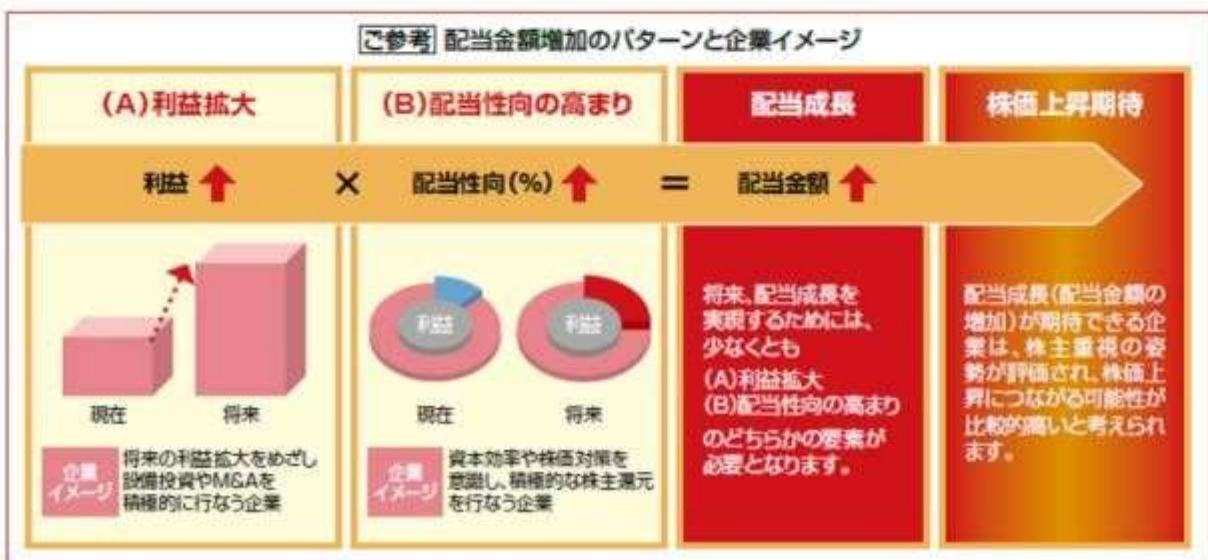 ご参考 配当金額増加のパターンと企業イメージ
(A)利益拡大
(B)配当性向の高まり
配当成長
株価上昇期待
利益
×
配当性向(%)
=
配当金額
利益
利益
現在
将来
現在
将来
企業
イメージ
将来の利益拡大をめざし
設備投資やM&Aを
積極的に行なう企業
企業
イメージ
資本効率や株価対策を
意識し、積極的な株主還元
を行なう企業
将来、配当成長を
実現するためには、
少なくとも
(A)利益拡大
(B)配当性向の高まり
のどちらかの要素が
必要となります。
配当成長(配当金額の
増加)が期待できる企
業は、株主重視の姿
勢が評価され、株価上
昇につながる可能性が
比較的高いと考えられ
ます。